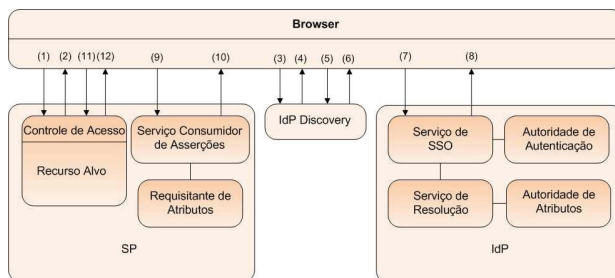 Browser
(1) (2) (11) (12) (9) (10) (3) (4) (5) (6) (7) (8)
Controle de Acesso
Recurso Alvo
Serviço Consumidor
de Asserções
Requisitante de
Atributos
SP
IdP Discovery
Serviço de
SSO
Autoridade de
Autenticação
Serviço de
Resolução
Autoridade de
Atributos
IdP